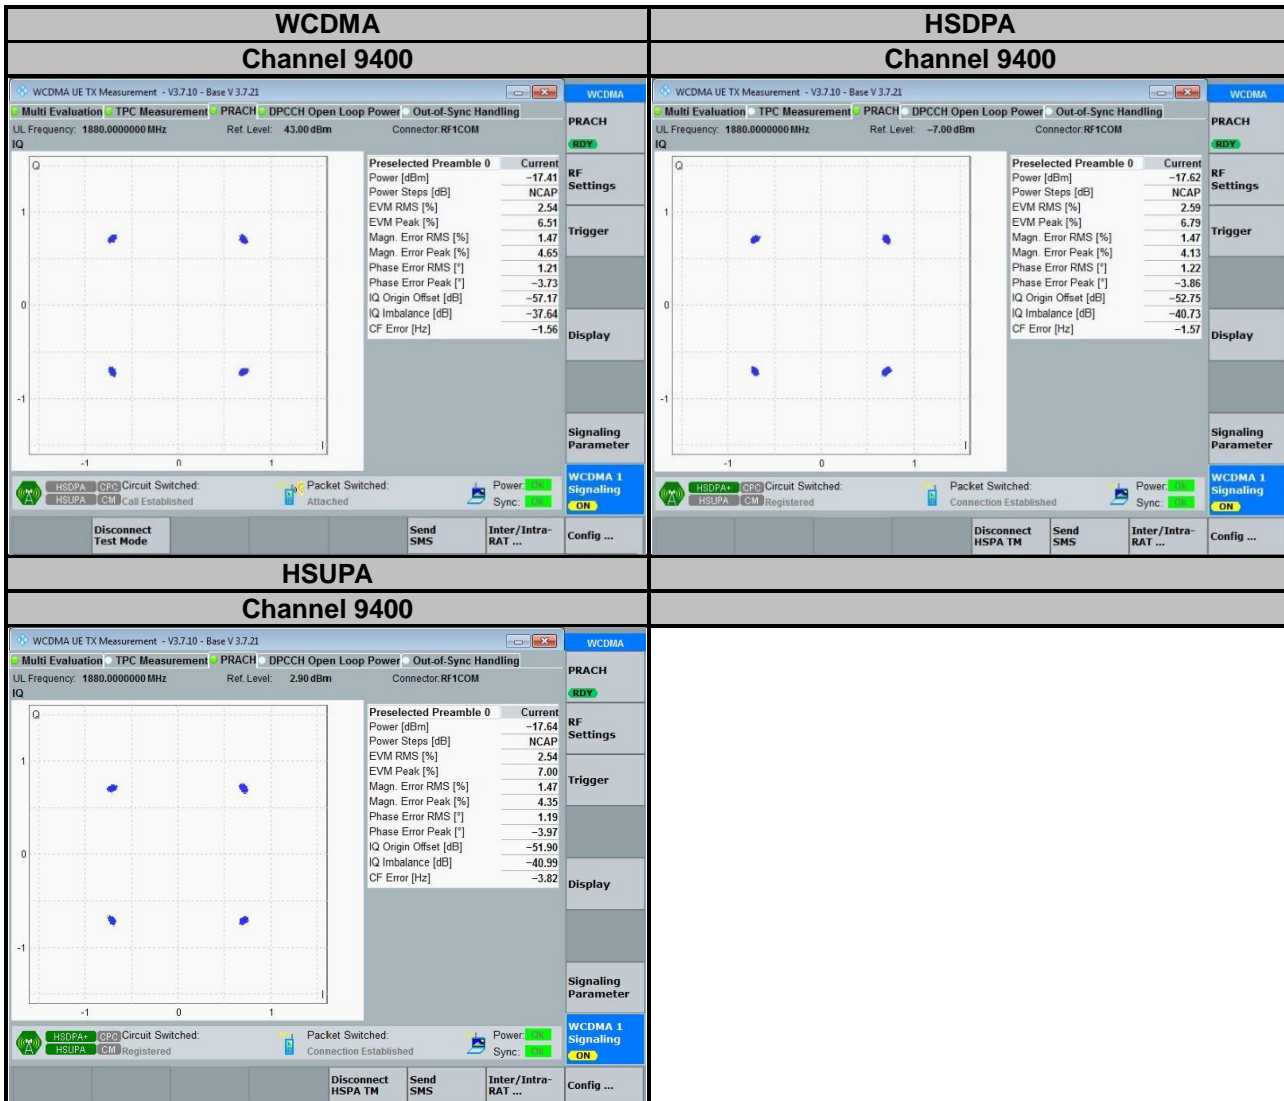 WCDMA
Channel 9400
WCDMA UE TX Measurement - V3.7.10 - Base V 3.7.21
Multi Evaluation TPC Measurement PRACH DPCCH Open Loop Power Out-of-Sync Handling
UL Frequency: 1880.0000000 MHz Ref. Level: 43.00 dBm Connector:RF1COM
IQ
Q
1
0
-1
-1 0 1
I
Preselected Preamble 0 Current
Power [dBm] −17.41
Power Steps [dB] NCAP
EVM RMS [%] 2.54
EVM Peak [%] 6.51
Magn. Error RMS [%] 1.47
Magn. Error Peak [%] 4.65
Phase Error RMS [°] 1.21
Phase Error Peak [°] −3.73
IQ Origin Offset [dB] −57.17
IQ Imbalance [dB] −37.64
CF Error [Hz] −1.56
WCDMA
PRACH
RDY
RF
Settings
Trigger
Display
Signaling
Parameter
WCDMA 1
Signaling
ON
HSDPA CPC Circuit Switched: Packet Switched: Power: Ok
HSUPA CM Call Established Attached Sync: Ok
Disconnect
Test Mode
Send
SMS
Inter/Intra-
RAT ...
Config ...
HSDPA
Channel 9400
WCDMA UE TX Measurement - V3.7.10 - Base V 3.7.21
Multi Evaluation TPC Measurement PRACH DPCCH Open Loop Power Out-of-Sync Handling
UL Frequency: 1880.0000000 MHz Ref. Level: −7.00 dBm Connector:RF1COM
IQ
Q
1
0
-1
-1 0 1
I
Preselected Preamble 0 Current
Power [dBm] −17.62
Power Steps [dB] NCAP
EVM RMS [%] 2.59
EVM Peak [%] 6.79
Magn. Error RMS [%] 1.47
Magn. Error Peak [%] 4.13
Phase Error RMS [°] 1.22
Phase Error Peak [°] −3.86
IQ Origin Offset [dB] −52.75
IQ Imbalance [dB] −40.73
CF Error [Hz] −1.57
WCDMA
PRACH
RDY
RF
Settings
Trigger
Display
Signaling
Parameter
WCDMA 1
Signaling
ON
HSDPA+ CPC Circuit Switched: Packet Switched: Power: Ok
HSUPA CM Registered Connection Established Sync: Ok
Disconnect
HSPA TM
Send
SMS
Inter/Intra-
RAT ...
Config ...
HSUPA
Channel 9400
WCDMA UE TX Measurement - V3.7.10 - Base V 3.7.21
Multi Evaluation TPC Measurement PRACH DPCCH Open Loop Power Out-of-Sync Handling
UL Frequency: 1880.0000000 MHz Ref. Level: 2.90 dBm Connector:RF1COM
IQ
Q
1
0
-1
-1 0 1
I
Preselected Preamble 0 Current
Power [dBm] −17.64
Power Steps [dB] NCAP
EVM RMS [%] 2.54
EVM Peak [%] 7.00
Magn. Error RMS [%] 1.47
Magn. Error Peak [%] 4.35
Phase Error RMS [°] 1.19
Phase Error Peak [°] −3.97
IQ Origin Offset [dB] −51.90
IQ Imbalance [dB] −40.99
CF Error [Hz] −3.82
WCDMA
PRACH
RDY
RF
Settings
Trigger
Display
Signaling
Parameter
WCDMA 1
Signaling
ON
HSDPA+ CPC Circuit Switched: Packet Switched: Power: Ok
HSUPA CM Registered Connection Established Sync: Ok
Disconnect
HSPA TM
Send
SMS
Inter/Intra-
RAT ...
Config ...